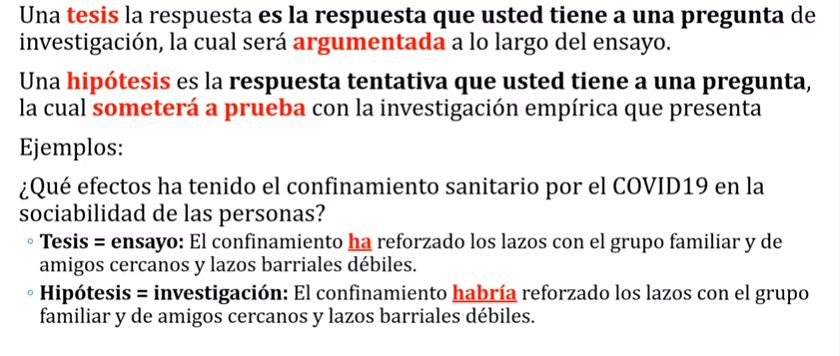 Una tesis la respuesta es la respuesta que usted tiene a una pregunta de
investigación, la cual será argumentada a lo largo del ensayo.
Una hipótesis es la respuesta tentativa que usted tiene a una pregunta,
la cual someterá a prueba con la investigación empírica que presenta
Ejemplos:
¿Qué efectos ha tenido el confinamiento sanitario por el COVID19 en la
sociabilidad de las personas?
◦ Tesis = ensayo: El confinamiento ha reforzado los lazos con el grupo familiar y de
amigos cercanos y lazos barriales débiles.
◦ Hipótesis = investigación: El confinamiento habría reforzado los lazos con el grupo
familiar y de amigos cercanos y lazos barriales débiles.